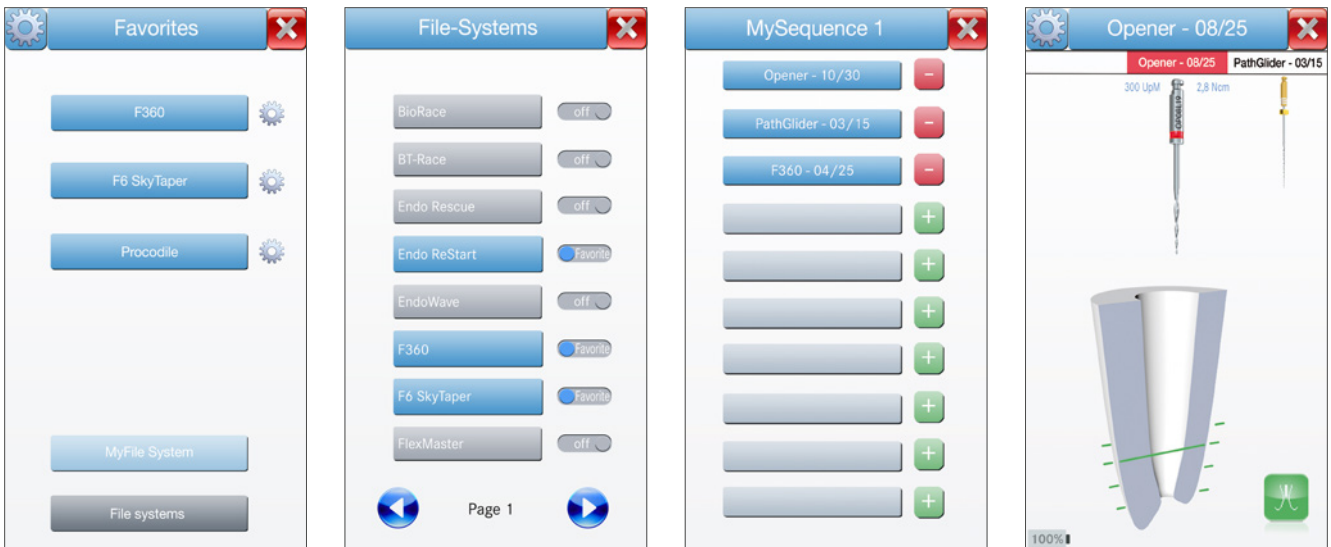 Favorites
F360
F6 SkyTaper
Procodile
MyFile System
File systems
File-Systems
BioRace
off
BT-Race
off
Endo Rescue
off
Endo ReStart
Favorite
EndoWave
off
F360
Favorite
F6 SkyTaper
Favorite
FlexMaster
off
Page 1
MySequence 1
Opener - 10/30
PathGlider - 03/15
F360 - 04/25
Opener - 08/25
Opener - 08/25 PathGlider - 03/15
300 UpM 2,8 Ncm
100%